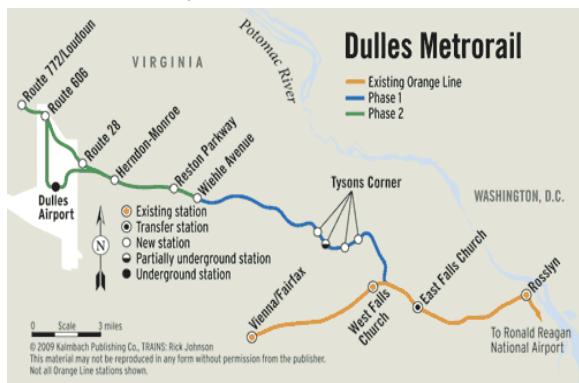 Dulles Metrorail
Existing Orange Line
Phase 1
Phase 2
VIRGINIA
Potomac River
WASHINGTON, D.C.
Route 772/Loudoun
Route 606
Route 28
Herndon-Monroe
Reston Parkway
Wiehle Avenue
Tysons Corner
Dulles
Airport
Existing station
Transfer station
New station
Partially underground station
Underground station
N
Vienna/Fairfax
West Falls
Church
East Falls Church
Rosslyn
To Ronald Reagan
National Airport
0 Scale 3 miles
© 2009 Kalmbach Publishing Co., TRAINS: Rick Johnson
This material may not be reproduced in any form without permission from the publisher.
Not all Orange Line stations shown.